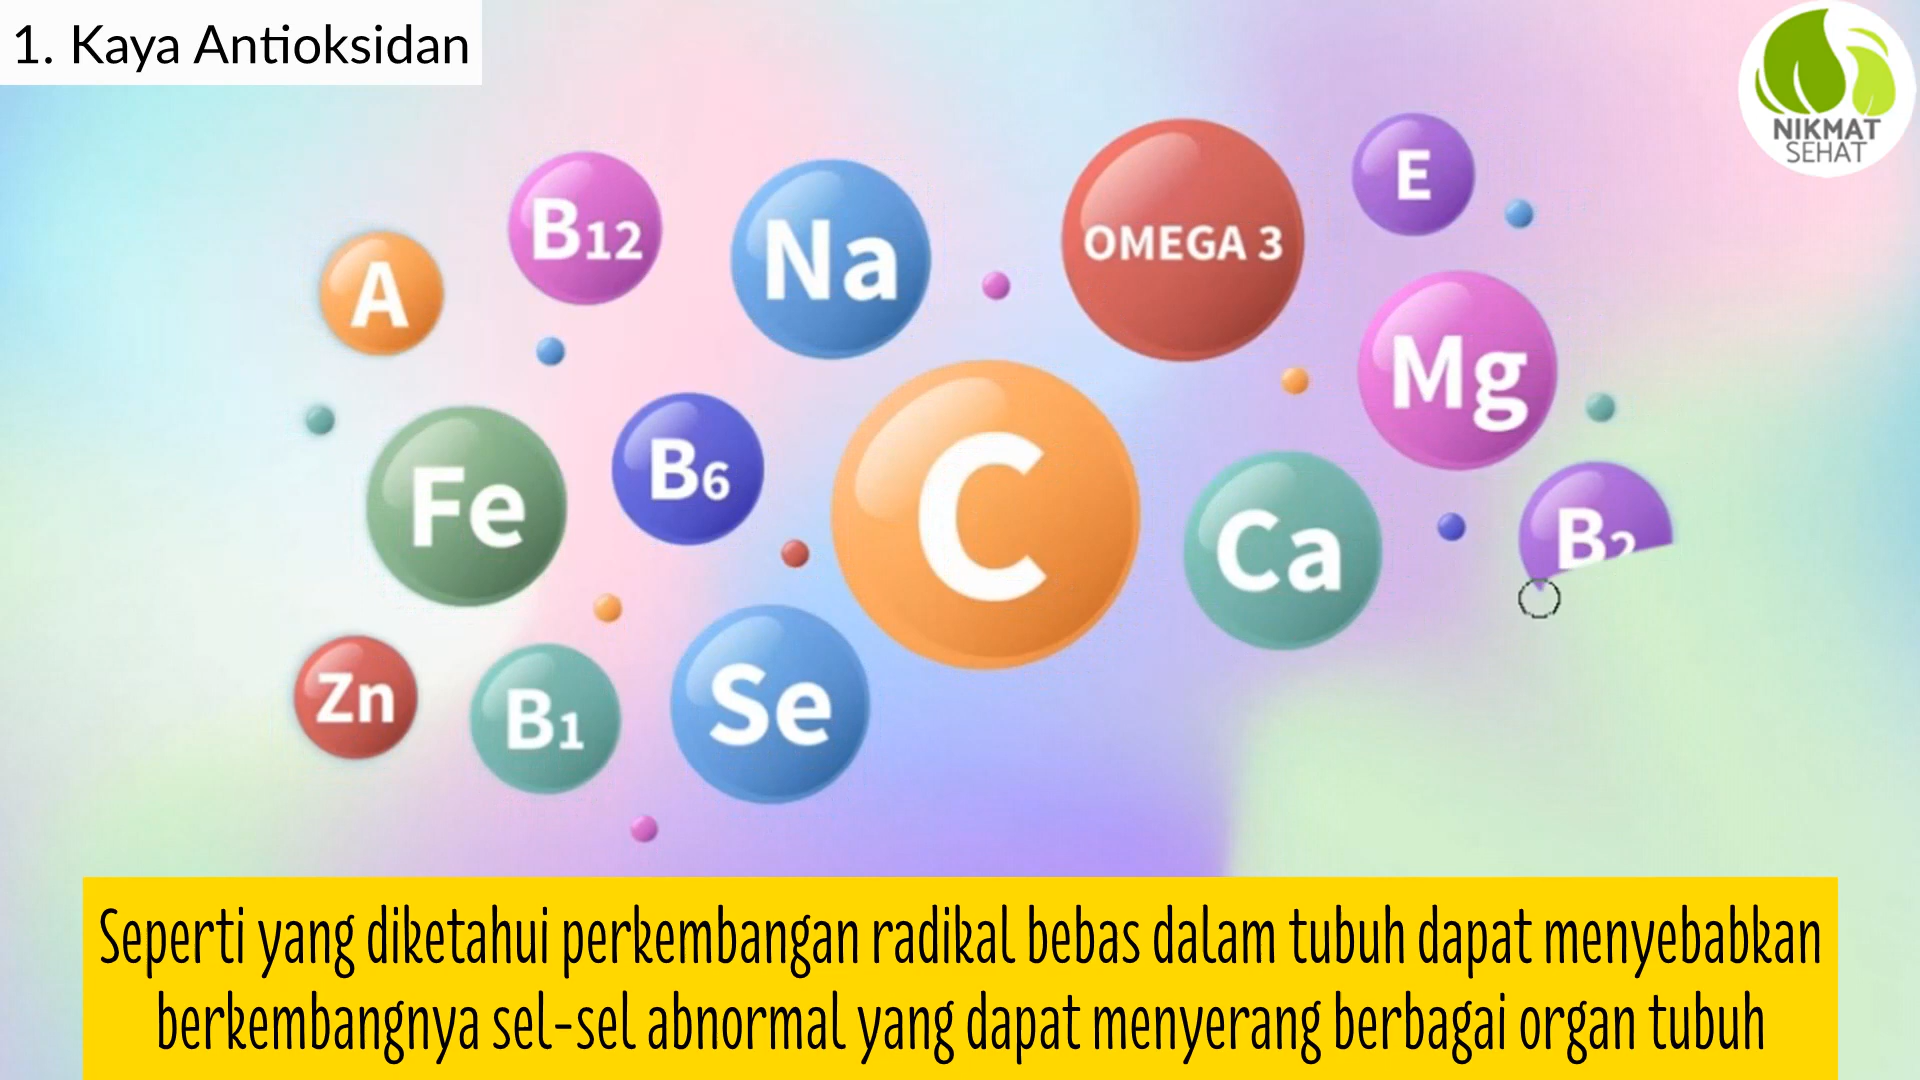 1. Kaya Antioksidan
NIKMAT
SEHAT
E
B12
Na
OMEGA 3
A
Mg
B6
Fe
C
Ca
B2
Zn
B1
Se
Seperti yang diketahui perkembangan radikal bebas dalam tubuh dapat menyebabkan
berkembangnya sel-sel abnormal yang dapat menyerang berbagai organ tubuh